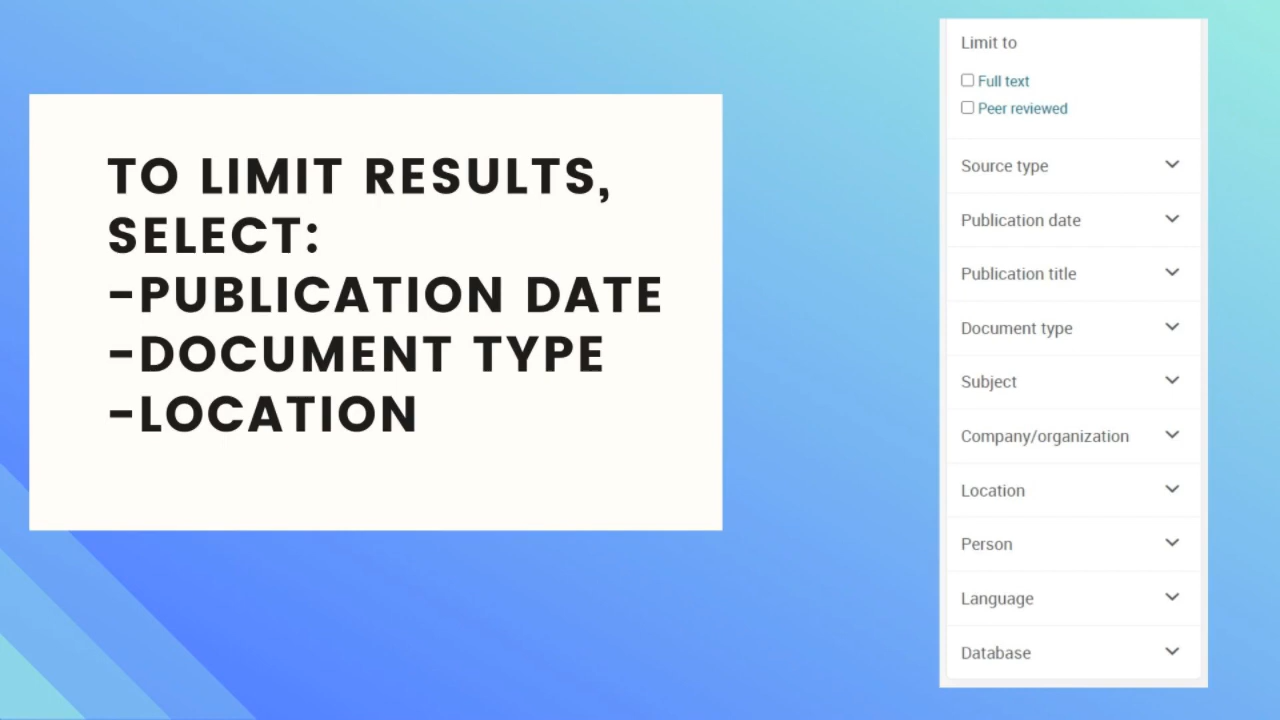 TO LIMIT RESULTS,
SELECT:
-PUBLICATION DATE
-DOCUMENT TYPE
-LOCATION
Limit to
Full text
Peer reviewed
Source type
Publication date
Publication title
Document type
Subject
Company/organization
Location
Person
Language
Database